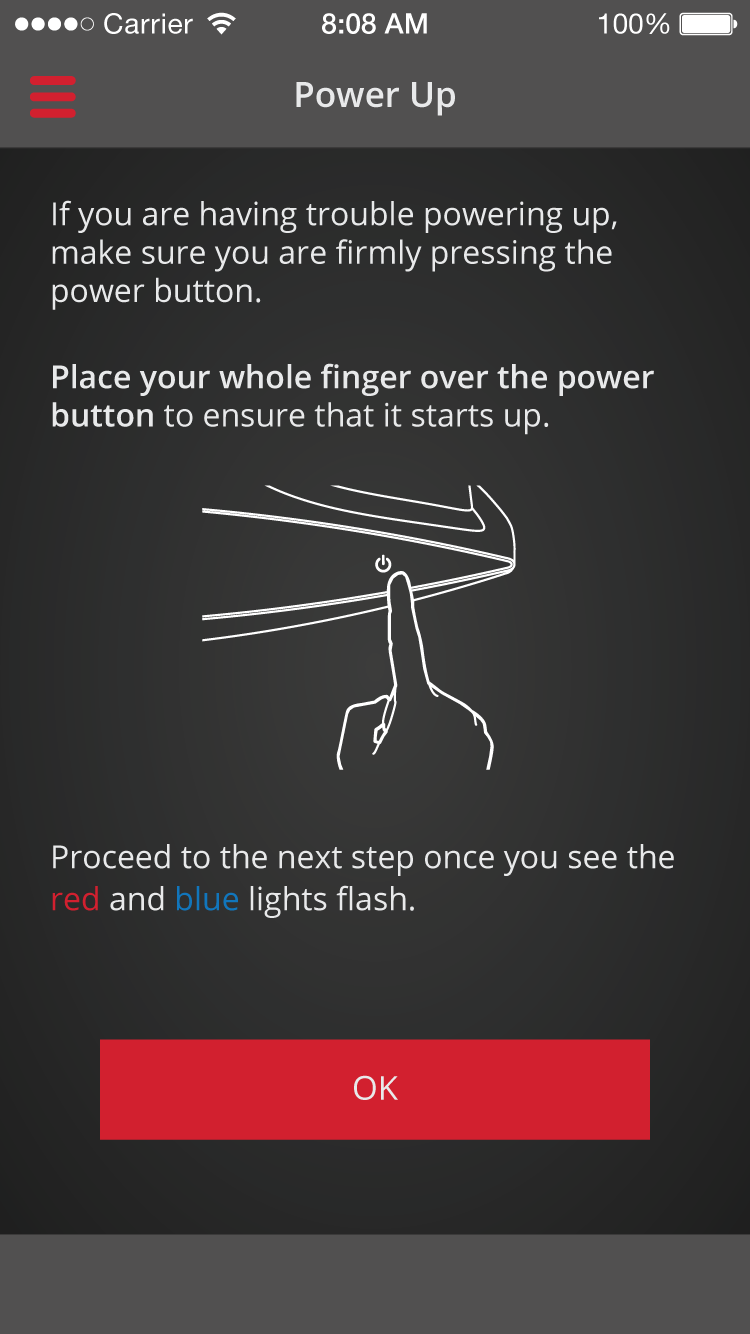 Carrier 8:08 AM 100%
Power Up
If you are having trouble powering up,
make sure you are firmly pressing the
power button.
Place your whole finger over the power
button to ensure that it starts up.
Proceed to the next step once you see the
red and blue lights flash.
OK